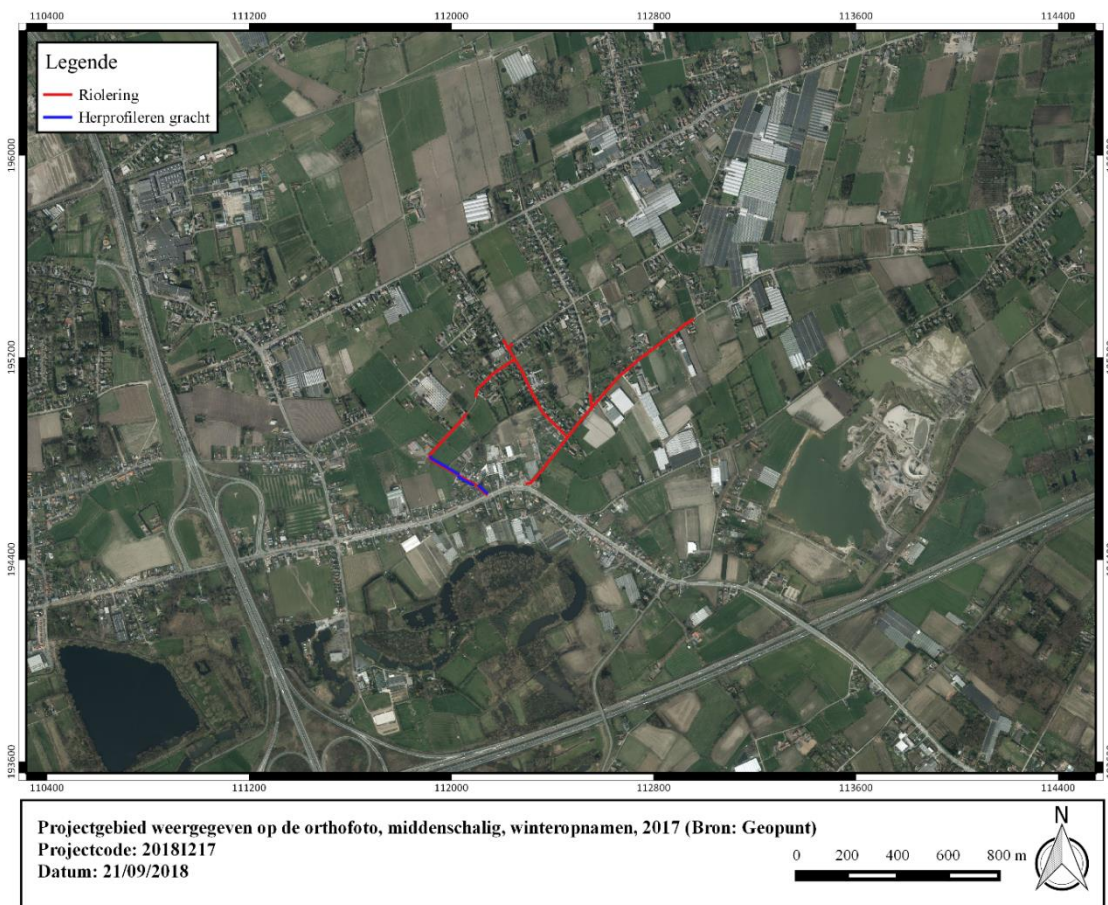 110400 111200 112000 112800 113600 114400
Legende
Riolering
Herprofileren gracht
196000
195200
194400
193600
110400 111200 112000 112800 113600 114400
Projectgebied weergegeven op de orthofoto, middenschalig, winteropnamen, 2017 (Bron: Geopunt)
Projectcode: 2018I217
Datum: 21/09/2018
N
0 200 400 600 800 m